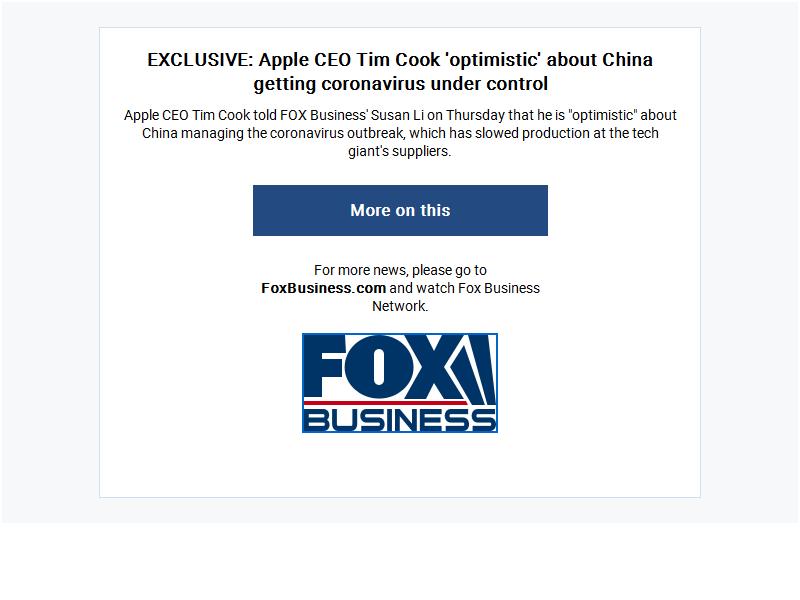 EXCLUSIVE: Apple CEO Tim Cook 'optimistic' about China
getting coronavirus under control
Apple CEO Tim Cook told FOX Business' Susan Li on Thursday that he is "optimistic" about
China managing the coronavirus outbreak, which has slowed production at the tech
giant's suppliers.
More on this
For more news, please go to
FoxBusiness.com and watch Fox Business
Network.
FOX
BUSINESS